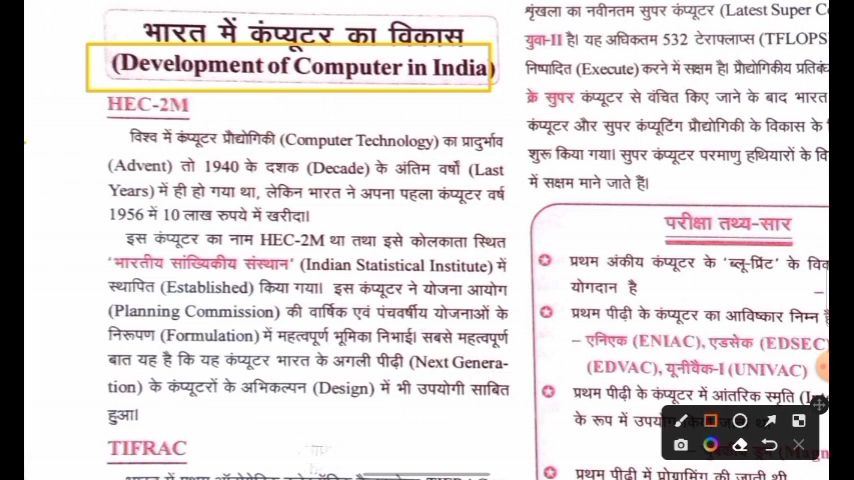 भारत में कंप्यूटर का विकास
(Development of Computer in India)
HEC-2M
विश्व में कंप्यूटर प्रौद्योगिकी (Computer Technology) का प्रादुर्भाव
(Advent) तो 1940 के दशक (Decade) के अंतिम वर्षों (Last
Years) में ही हो गया था, लेकिन भारत ने अपना पहला कंप्यूटर वर्ष
1956 में 10 लाख रुपये में खरीदा।
इस कंप्यूटर का नाम HEC-2M था तथा इसे कोलकाता स्थित
'भारतीय सांख्यिकीय संस्थान' (Indian Statistical Institute) में
स्थापित (Established) किया गया। इस कंप्यूटर ने योजना आयोग
(Planning Commission) की वार्षिक एवं पंचवर्षीय योजनाओं के
निरूपण (Formulation) में महत्वपूर्ण भूमिका निभाई। सबसे महत्वपूर्ण
बात यह है कि यह कंप्यूटर भारत के अगली पीढ़ी (Next Genera-
tion) के कंप्यूटरों के अभिकल्पन (Design) में भी उपयोगी साबित
हुआ।
TIFRAC
शृंखला का नवीनतम सुपर कंप्यूटर (Latest Super
युवा-II है। यह अधिकतम 532 टेराफ्लाप्स (TFLOPS
निष्पादित (Execute) करने में सक्षम है। प्रौद्योगिकीय
क्रे सुपर कंप्यूटर से वंचित किए जाने के बाद भारत
कंप्यूटर और सुपर कंप्यूटिंग प्रौद्योगिकी के विकास के
शुरू किया गया। सुपर कंप्यूटर परमाणु हथियारों के
में सक्षम माने जाते हैं।
परीक्षा तथ्य-सार
प्रथम अंकीय कंप्यूटर के 'ब्लू-प्रिंट' के
योगदान है –
प्रथम पीढ़ी के कंप्यूटर का आविष्कार निम्न
– एनिएक (ENIAC), एडसेक (EDSEC)
(EDVAC), यूनीवैक-I (UNIVAC)
प्रथम पीढ़ी के कंप्यूटर में आंतरिक स्मृति
के रूप में
प्रथम पीढ़ी में प्रोग्रामिंग की जाती थी